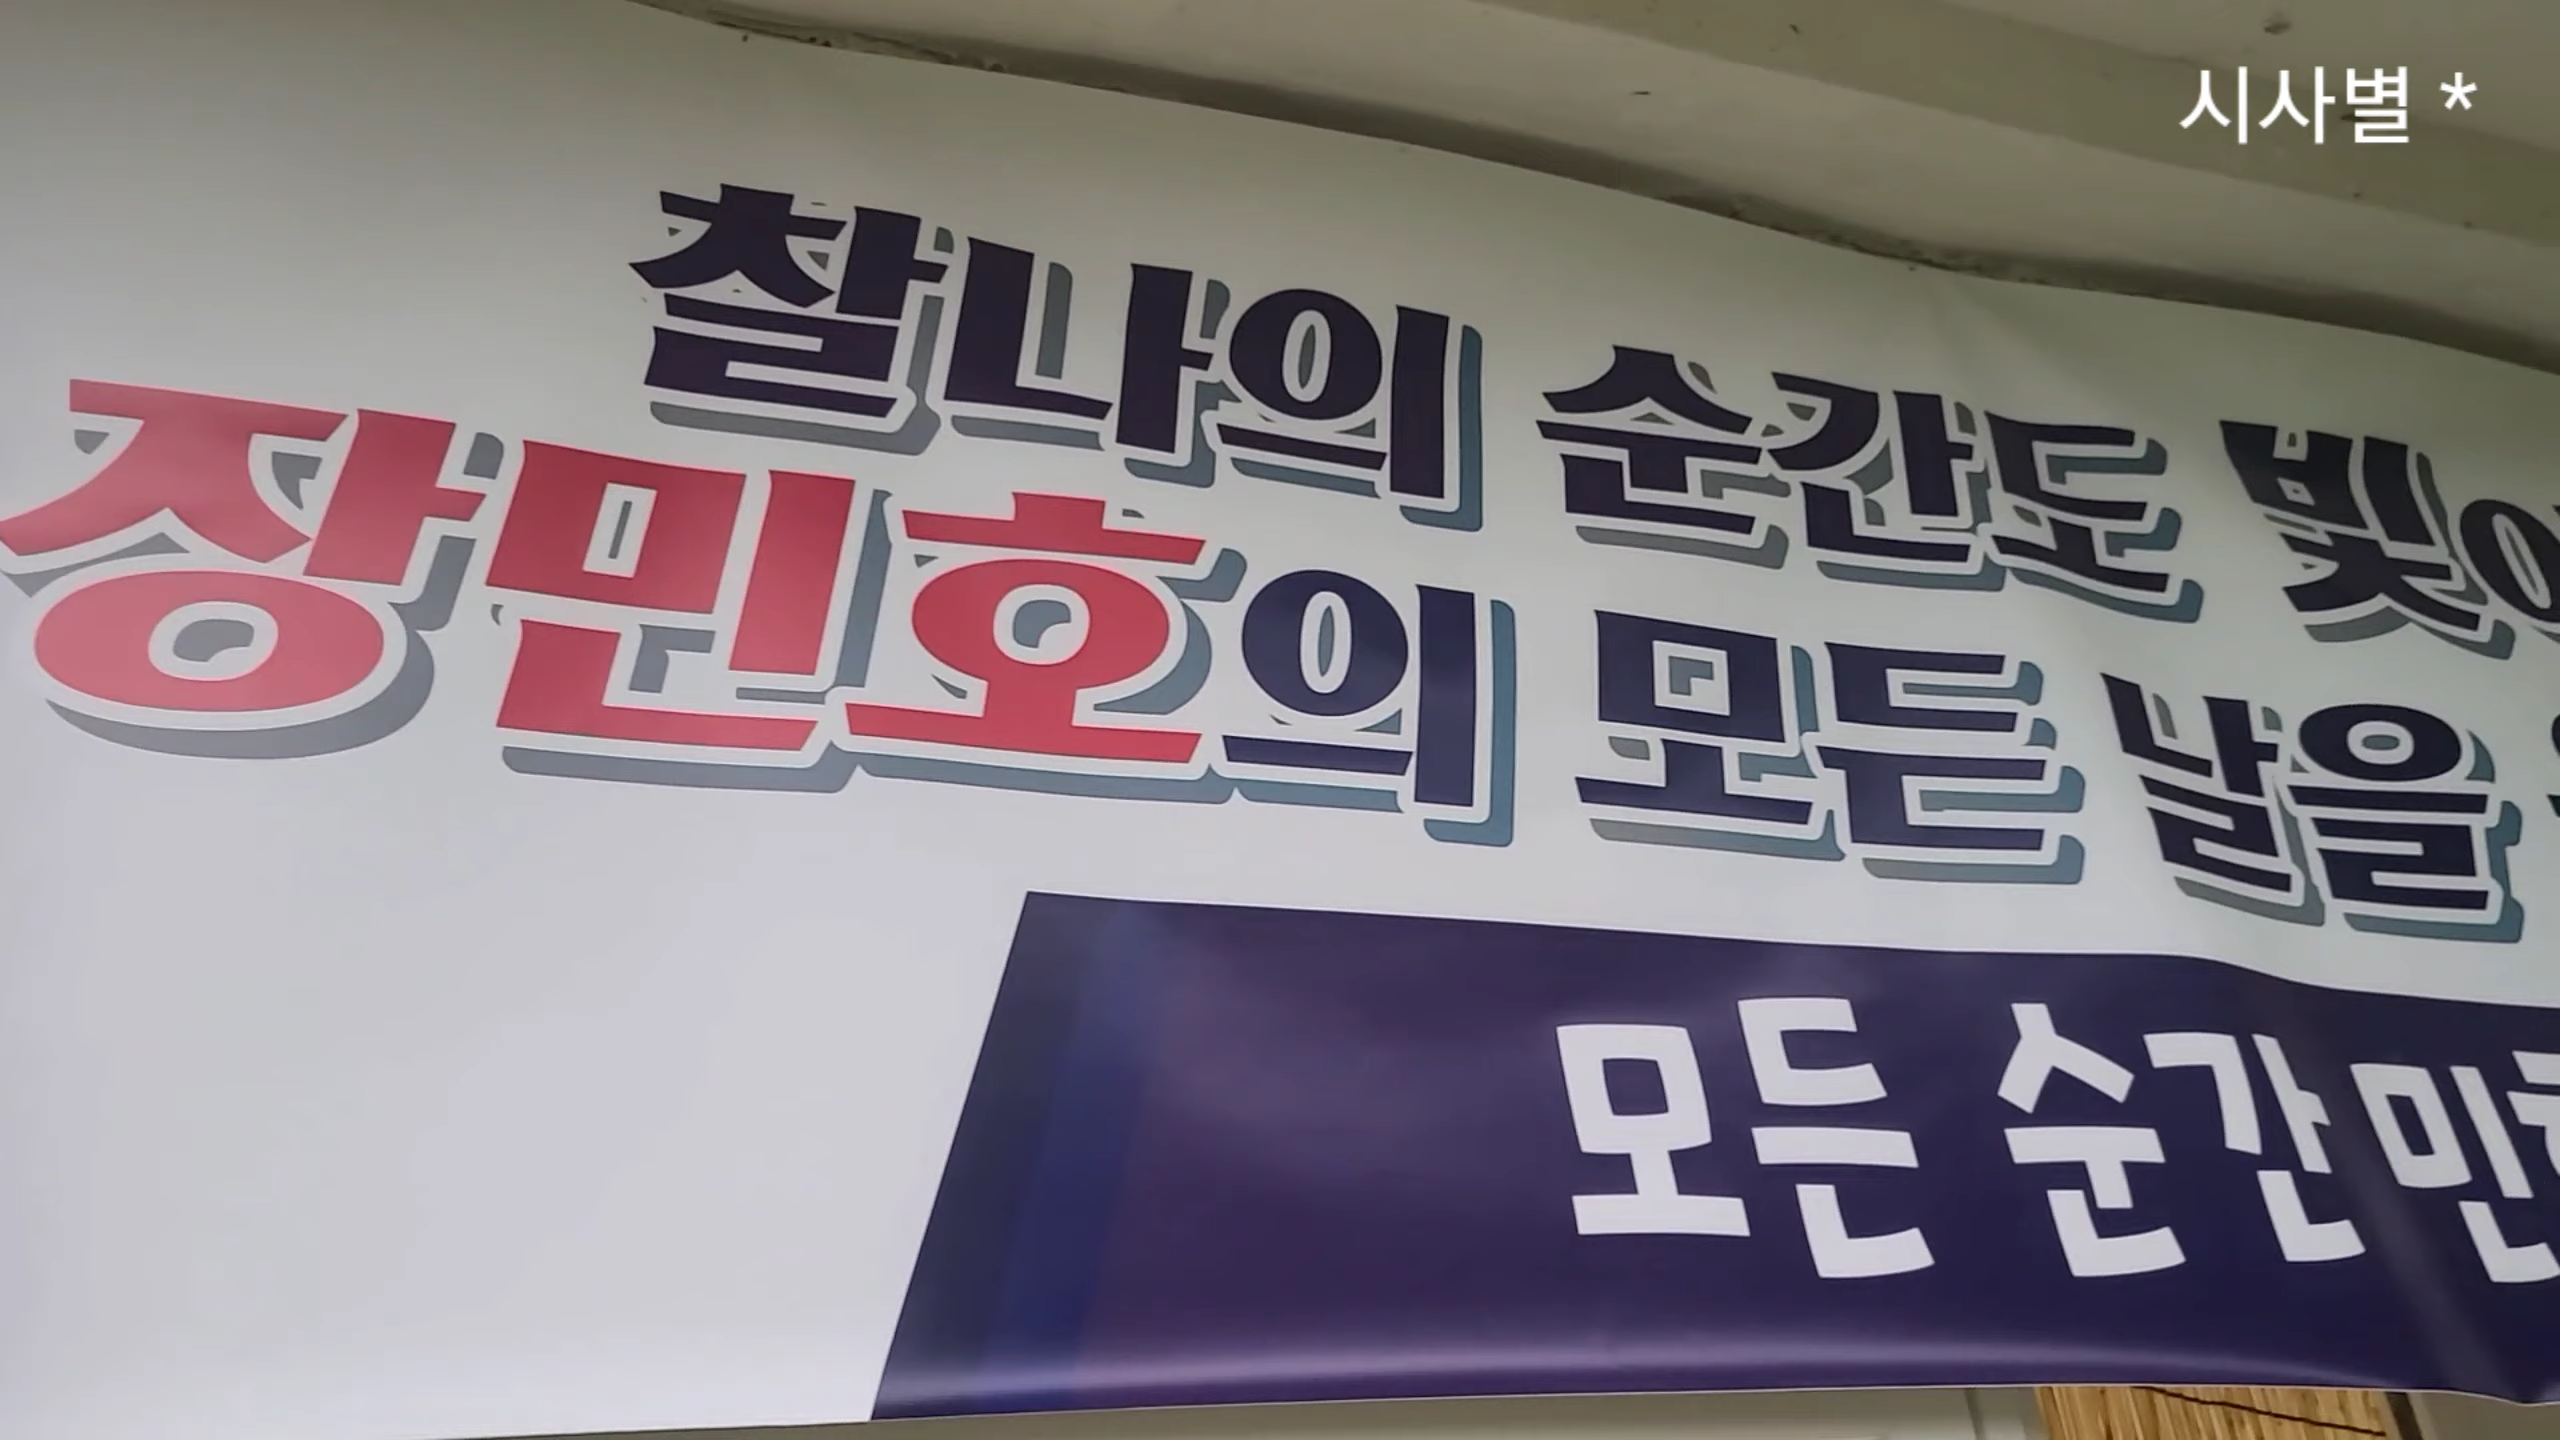 시사별 *
찰나의 순간도 빛
장민호의 모든 날을
모든 순간 민